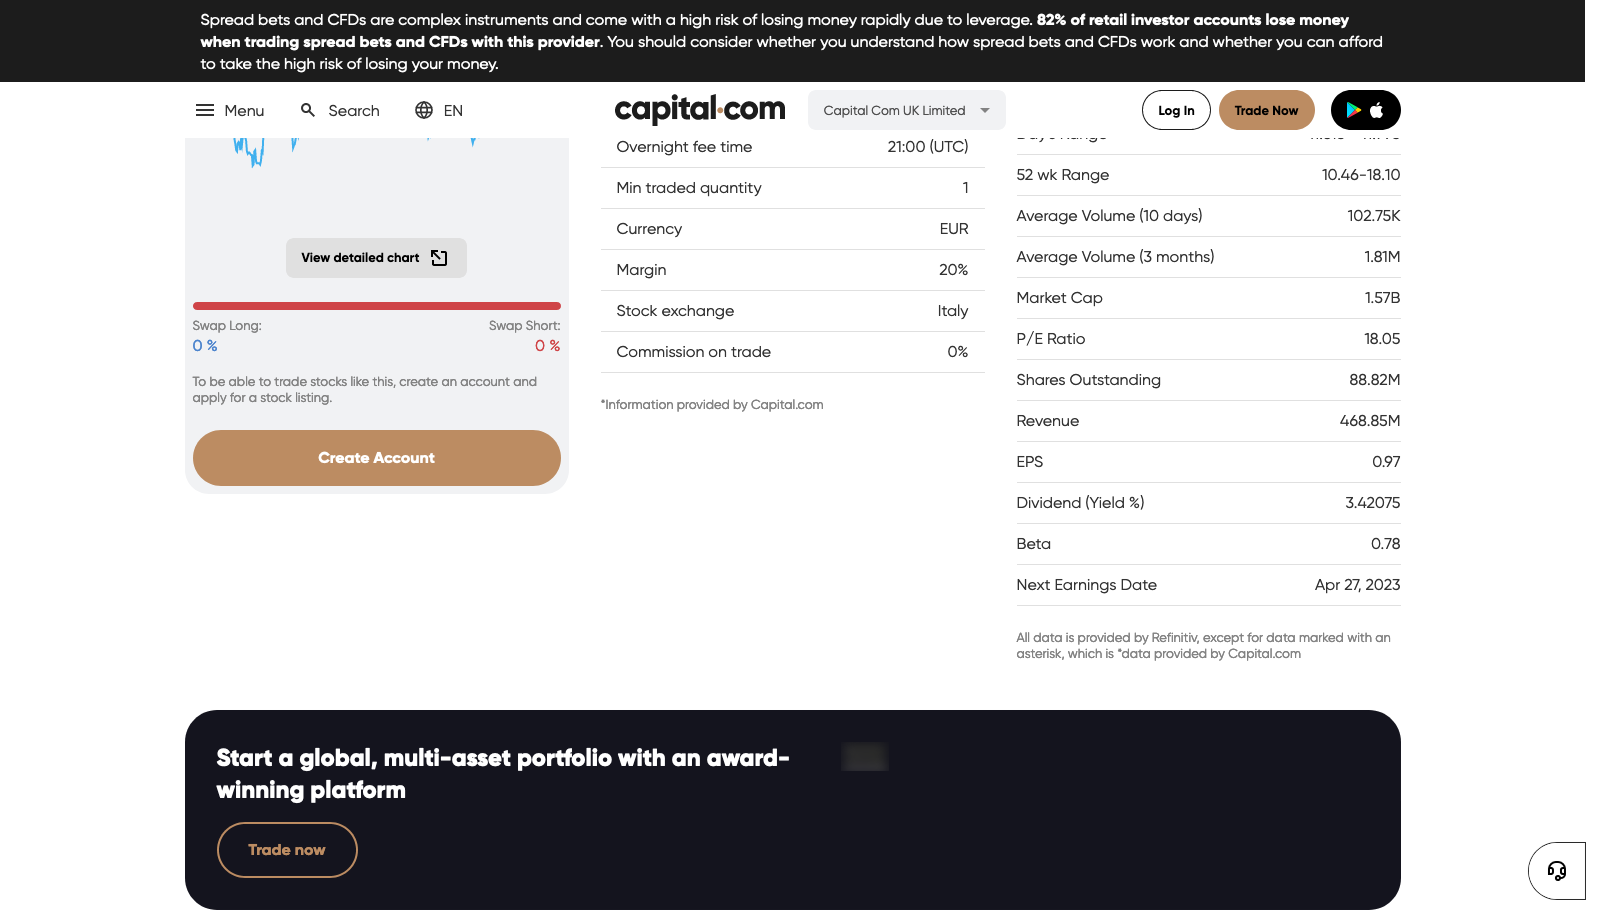 Spread bets and CFDs are complex instruments and come with a high risk of losing money rapidly due to leverage. 82% of retail investor accounts lose money
when trading spread bets and CFDs with this provider. You should consider whether you understand how spread bets and CFDs work and whether you can afford
to take the high risk of losing your money.
Menu Search EN capital.com Capital Com UK Limited Log In Trade Now
View detailed chart
Swap Long: Swap Short:
0 % 0 %
To be able to trade stocks like this, create an account and
apply for a stock listing.
Create Account
Overnight fee time 21:00 (UTC)
Min traded quantity 1
Currency EUR
Margin 20%
Stock exchange Italy
Commission on trade 0%
*Information provided by Capital.com
52 wk Range 10.46-18.10
Average Volume (10 days) 102.75K
Average Volume (3 months) 1.81M
Market Cap 1.57B
P/E Ratio 18.05
Shares Outstanding 88.82M
Revenue 468.85M
EPS 0.97
Dividend (Yield %) 3.42075
Beta 0.78
Next Earnings Date Apr 27, 2023
All data is provided by Refinitiv, except for data marked with an
asterisk, which is *data provided by Capital.com
Start a global, multi-asset portfolio with an award-
winning platform
Trade now